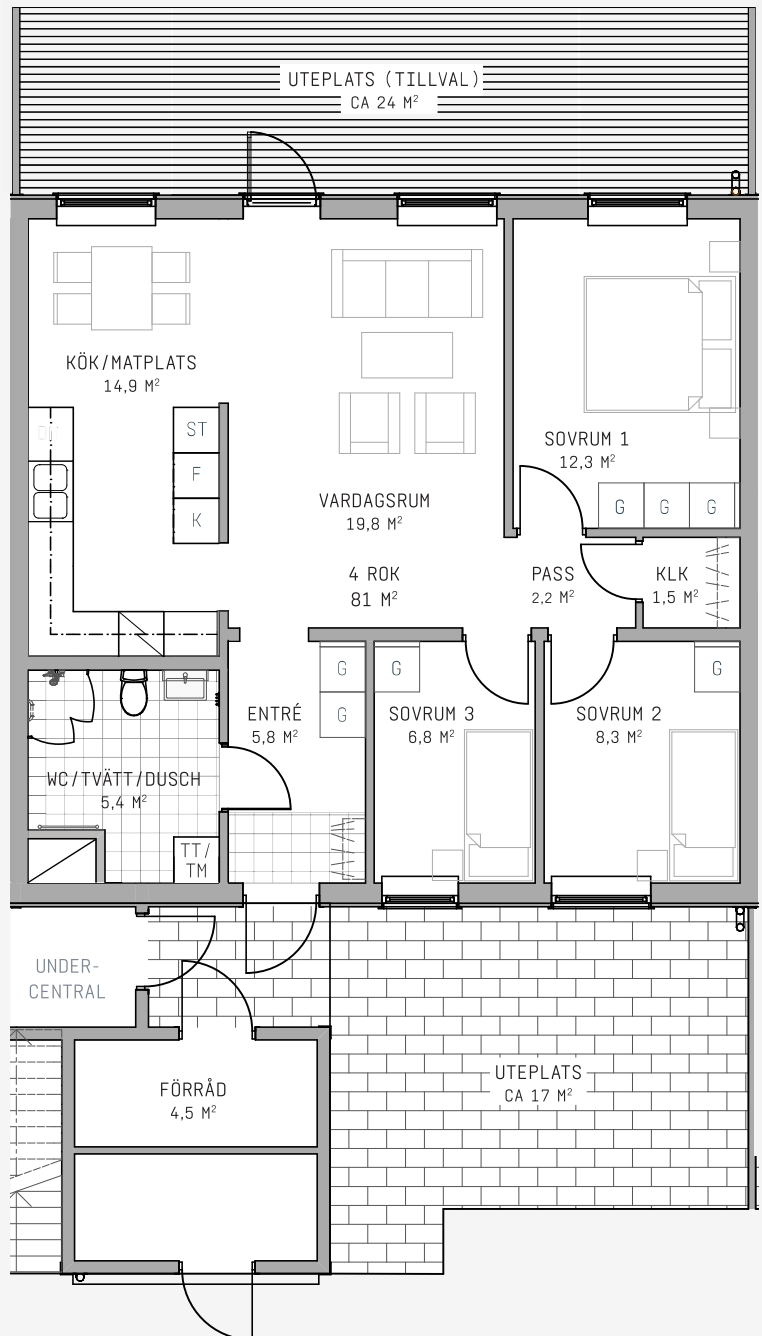 UTEPLATS (TILLVAL)
CA 24 M²
KÖK/MATPLATS
14,9 M²
ST
F
K
VARDAGSRUM
19,8 M²
4 ROK
81 M²
SOVRUM 1
12,3 M²
G G G
PASS
2,2 M²
KLK
1,5 M²
G
G
ENTRÉ
5,8 M²
G
SOVRUM 3
6,8 M²
G
SOVRUM 2
8,3 M²
WC/TVÄTT/DUSCH
5,4 M²
TT/
TM
UNDER-
CENTRAL
FÖRRÅD
4,5 M²
UTEPLATS
CA 17 M²